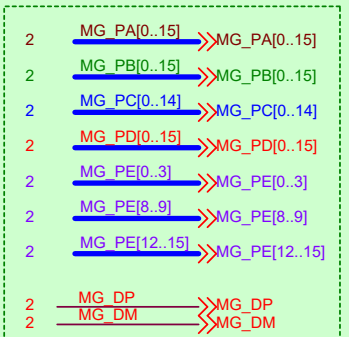 2 MG_PA[0..15] MG_PA[0..15]
2 MG_PB[0..15] MG_PB[0..15]
2 MG_PC[0..14] MG_PC[0..14]
2 MG_PD[0..15] MG_PD[0..15]
2 MG_PE[0..3] MG_PE[0..3]
2 MG_PE[8..9] MG_PE[8..9]
2 MG_PE[12..15] MG_PE[12..15]
2 MG_DP MG_DP
2 MG_DM MG_DM